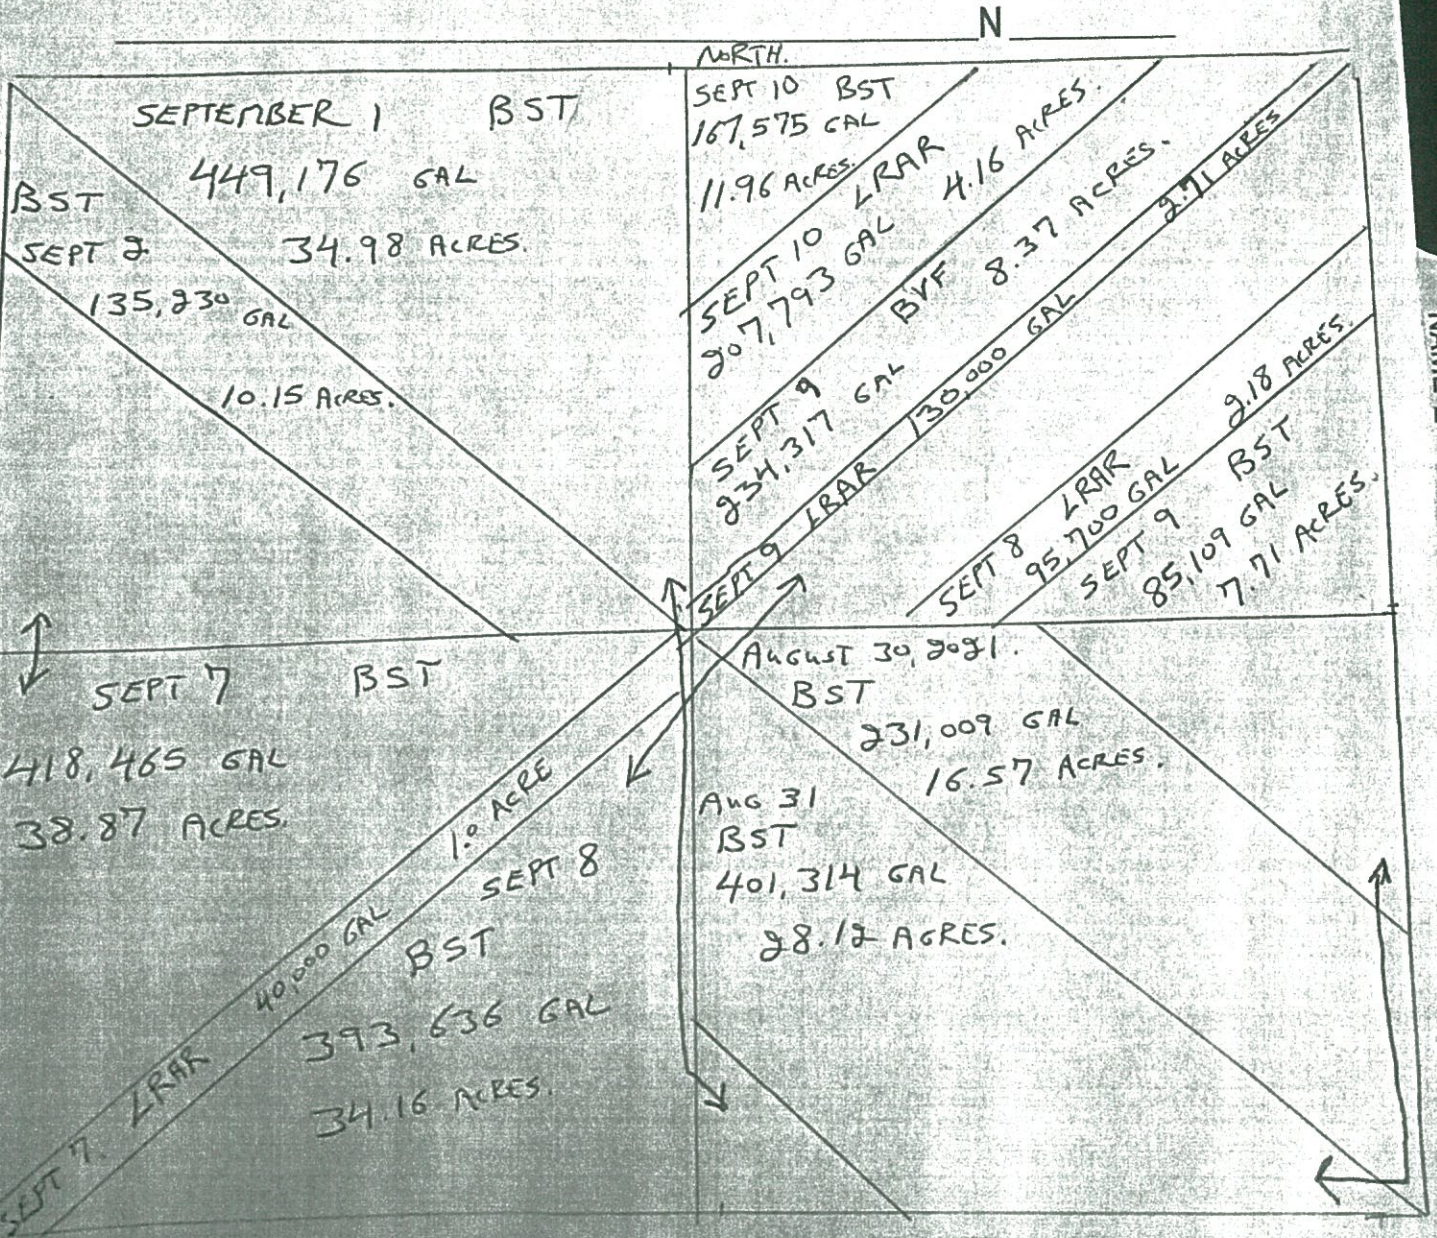 N
NORTH.
SEPTEMBER 1 BST
449,176 GAL
34.98 ACRES.
BST
SEPT 2
135,230 GAL
10.15 ACRES.
SEPT 10 BST
167,575 GAL
11.96 ACRES.
SEPT 10 LRAR
207,793 GAL 4.16 ACRES.
SEPT 9 BVF
234,317 GAL 8.37 ACRES.
SEPT 9 LRAR 130,000 GAL 2.71 ACRES
SEPT 8 LRAR
95,700 GAL 2.18 ACRES.
SEPT 9 BST
85,109 GAL
7.71 ACRES.
SEPT 7 BST
418,465 GAL
38.87 ACRES.
SEPT 7. LRAR 40,000 GAL 1.0 ACRE
SEPT 8
BST
393,636 GAL
34.16 ACRES.
AUGUST 30, 2021.
BST
231,009 GAL
16.57 ACRES.
AUG 31
BST
401,314 GAL
28.12 ACRES.